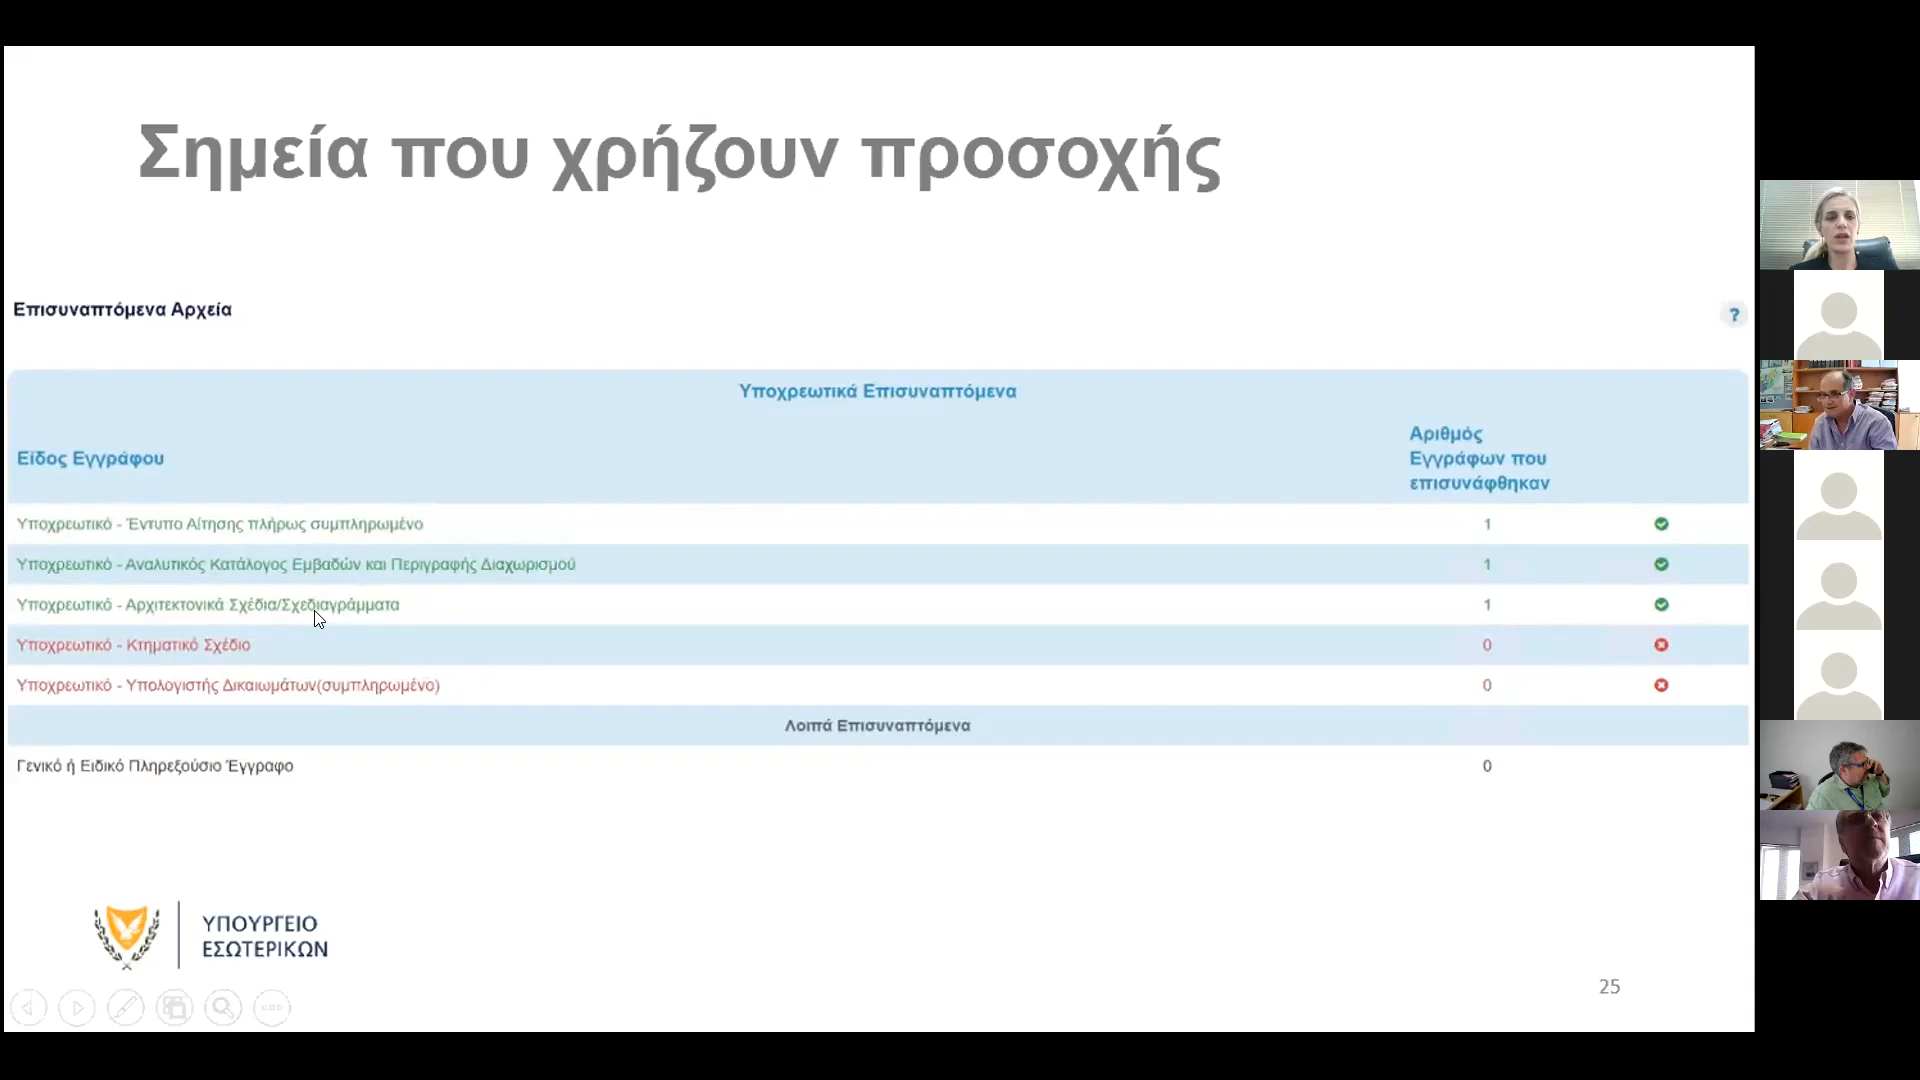 Σημεία που χρήζουν προσοχής
Επισυναπτόμενα Αρχεία
?
Υποχρεωτικά Επισυναπτόμενα
Είδος Εγγράφου
Αριθμός
Εγγράφων που
επισυνάφθηκαν
Υποχρεωτικό - Έντυπο Αίτησης πλήρως συμπληρωμένο 1
Υποχρεωτικό - Αναλυτικός Κατάλογος Εμβαδών και Περιγραφής Διαχωρισμού 1
Υποχρεωτικό - Αρχιτεκτονικά Σχέδια/Σχεδιαγράμματα 1
Υποχρεωτικό - Κτηματικό Σχέδιο 0
Υποχρεωτικό - Υπολογιστής Δικαιωμάτων(συμπληρωμένο) 0
Λοιπά Επισυναπτόμενα
Γενικό ή Ειδικό Πληρεξούσιο Έγγραφο 0
ΥΠΟΥΡΓΕΙΟ
ΕΣΩΤΕΡΙΚΩΝ
25